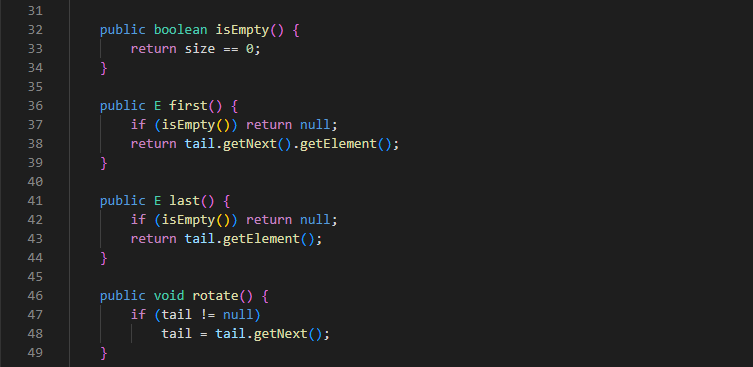 31
32 public boolean isEmpty() {
33 return size == 0;
34 }
35
36 public E first() {
37 if (isEmpty()) return null;
38 return tail.getNext().getElement();
39 }
40
41 public E last() {
42 if (isEmpty()) return null;
43 return tail.getElement();
44 }
45
46 public void rotate() {
47 if (tail != null)
48 tail = tail.getNext();
49 }